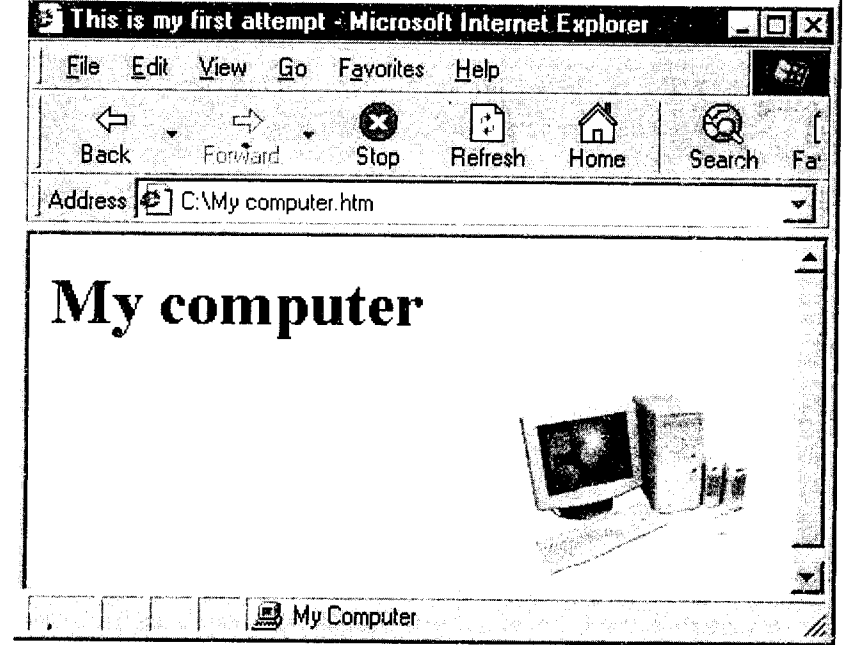 This is my first attempt - Microsoft Internet Explorer
File Edit View Go Favorites Help
Back Forward Stop Refresh Home Search Fa
Address C:\My computer.htm
My computer
My Computer